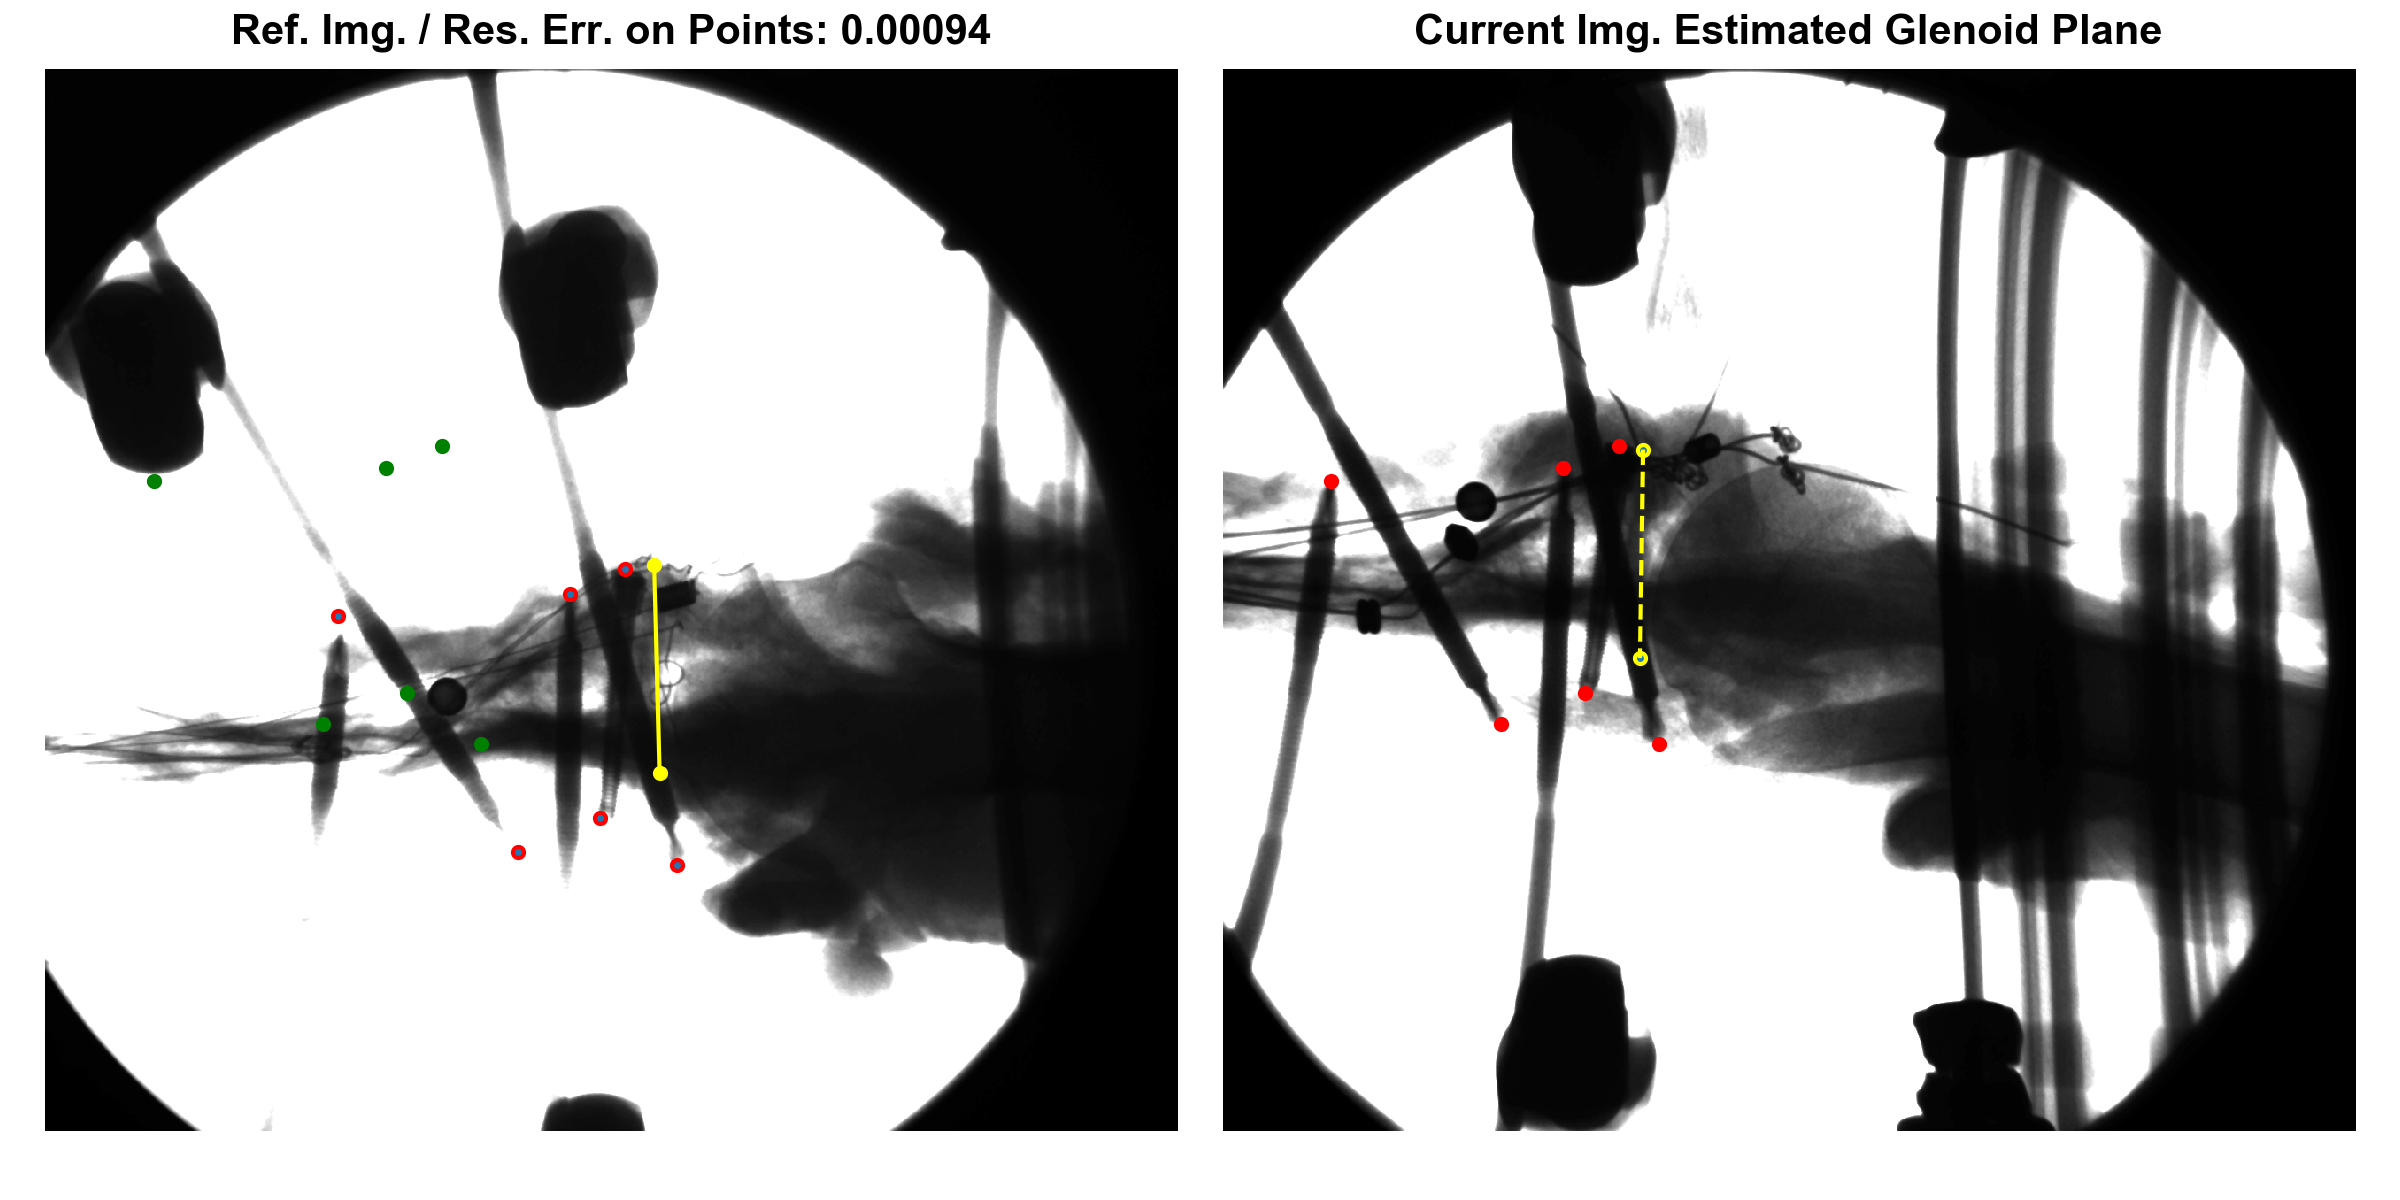 Ref. Img. / Res. Err. on Points: 0.00094
Current Img. Estimated Glenoid Plane